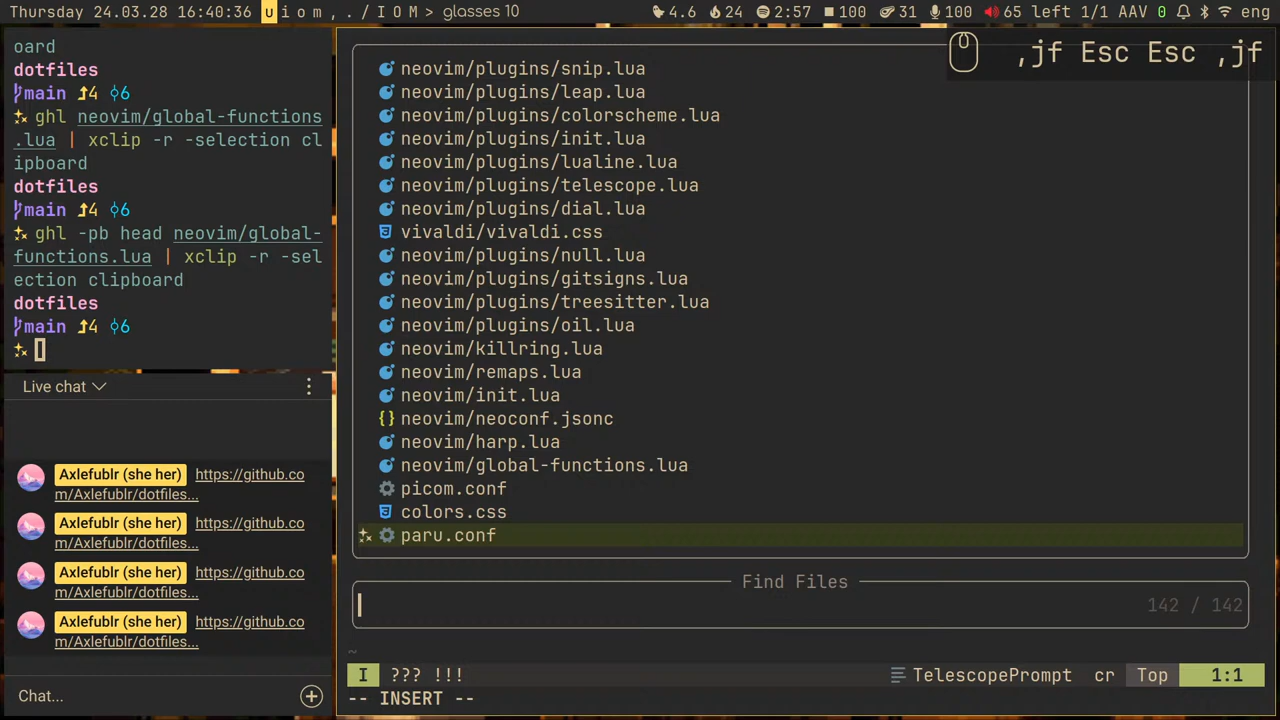 Thursday 24.03.28 16:40:36 u i o m , . / I O M > glasses 10 4.6 24 2:57 100 31 100 65 left 1/1 AAV 0 eng
,jf Esc Esc ,jf
oard
dotfiles
main 4 6
ghl neovim/global-functions
.lua | xclip -r -selection cl
ipboard
dotfiles
main 4 6
ghl -pb head neovim/global-
functions.lua | xclip -r -sel
ection clipboard
dotfiles
main 4 6
Live chat
Axlefublr (she her) https://github.co
m/Axlefublr/dotfiles...
Axlefublr (she her) https://github.co
m/Axlefublr/dotfiles...
Axlefublr (she her) https://github.co
m/Axlefublr/dotfiles...
Axlefublr (she her) https://github.co
m/Axlefublr/dotfiles...
Chat...
neovim/plugins/snip.lua
neovim/plugins/leap.lua
neovim/plugins/colorscheme.lua
neovim/plugins/init.lua
neovim/plugins/lualine.lua
neovim/plugins/telescope.lua
neovim/plugins/dial.lua
vivaldi/vivaldi.css
neovim/plugins/null.lua
neovim/plugins/gitsigns.lua
neovim/plugins/treesitter.lua
neovim/plugins/oil.lua
neovim/killring.lua
neovim/remaps.lua
neovim/init.lua
{} neovim/neoconf.jsonc
neovim/harp.lua
neovim/global-functions.lua
picom.conf
colors.css
paru.conf
Find Files
142 / 142
~
I ??? !!! TelescopePrompt cr Top 1:1
-- INSERT --